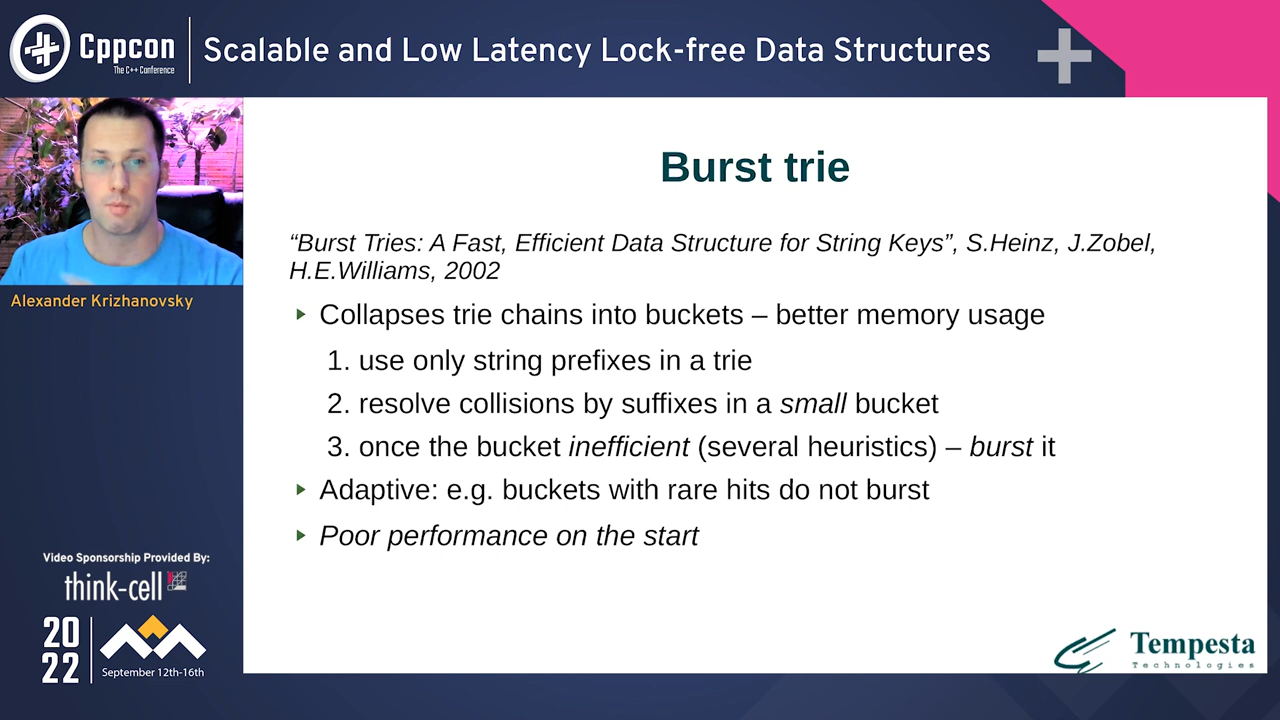 Cppcon
The C++ Conference
Scalable and Low Latency Lock-free Data Structures
Alexander Krizhanovsky
Burst trie
“Burst Tries: A Fast, Efficient Data Structure for String Keys”, S.Heinz, J.Zobel,
H.E.Williams, 2002
Collapses trie chains into buckets – better memory usage
1. use only string prefixes in a trie
2. resolve collisions by suffixes in a small bucket
3. once the bucket inefficient (several heuristics) – burst it
Adaptive: e.g. buckets with rare hits do not burst
Poor performance on the start
Video Sponsorship Provided By:
think-cell
20
22
September 12th-16th
Tempesta
Technologies